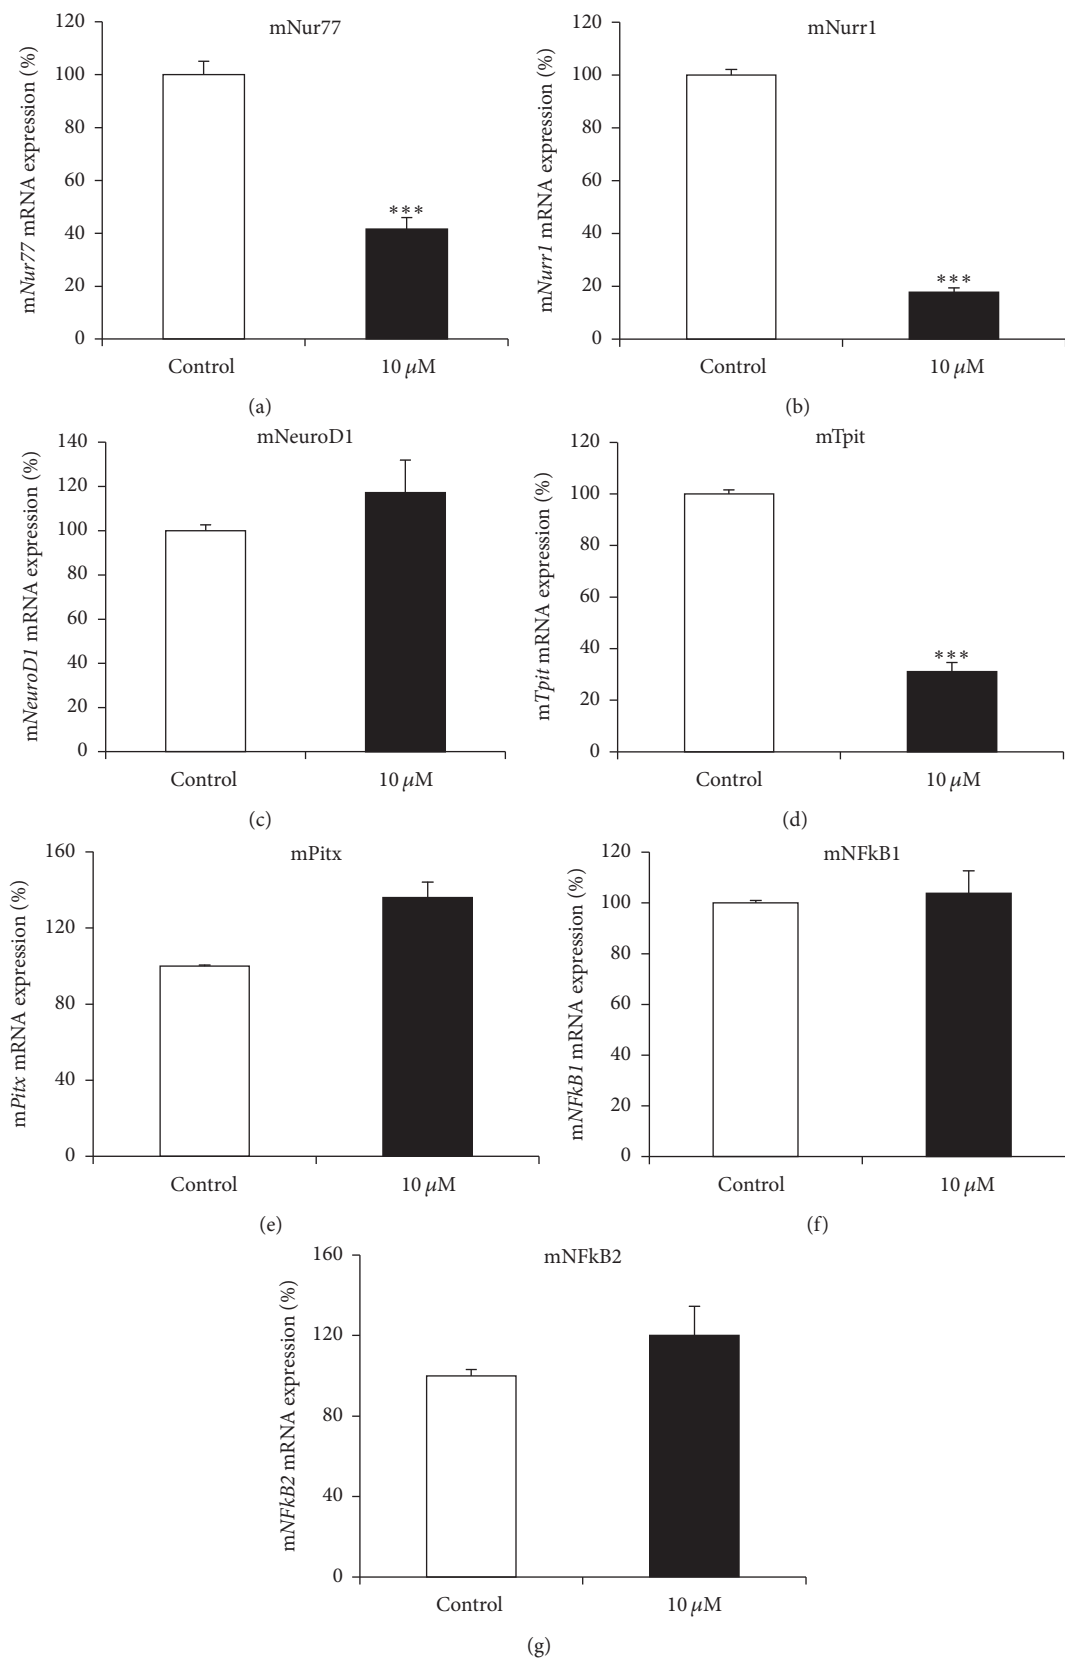 mNur77
mNur77 mRNA expression (%)
120
100
80
60
40
20
0
***
Control
10 μM
(a)
mNurr1
mNurr1 mRNA expression (%)
120
100
80
60
40
20
0
***
Control
10 μM
(b)
mNeuroD1
mNeuroD1 mRNA expression (%)
140
120
100
80
60
40
20
0
Control
10 μM
(c)
mTpit
mTpit mRNA expression (%)
120
100
80
60
40
20
0
***
Control
10 μM
(d)
mPitx
mPitx mRNA expression (%)
160
120
80
40
0
Control
10 μM
(e)
mNFkB1
mNFkB1 mRNA expression (%)
120
100
80
60
40
20
0
Control
10 μM
(f)
mNFkB2
mNFkB2 mRNA expression (%)
160
120
80
40
0
Control
10 μM
(g)